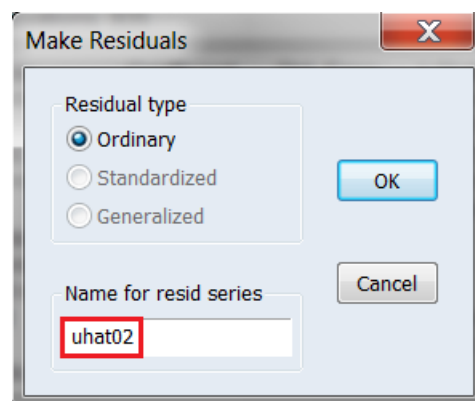 Make Residuals
X
Residual type
Ordinary
Standardized
Generalized
OK
Name for resid series
Cancel
uhat02